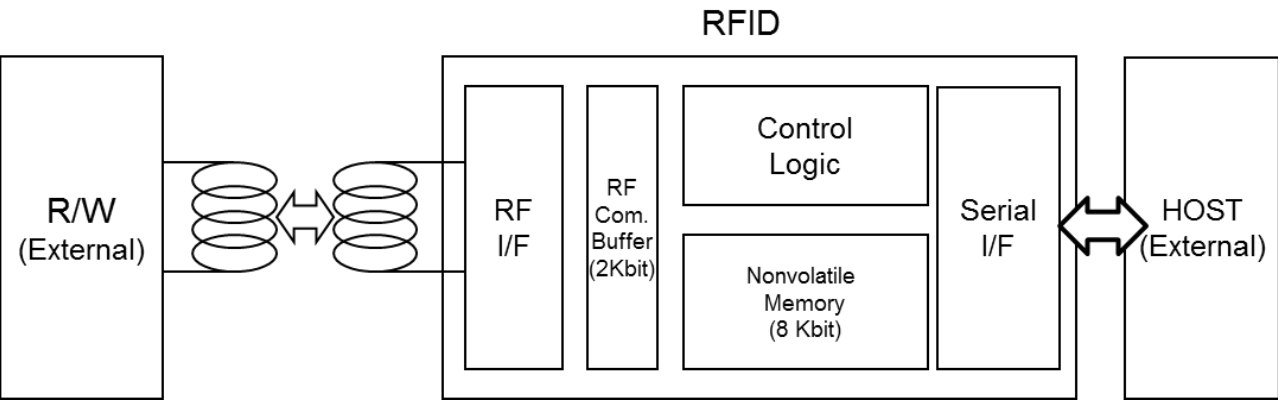 RFID
R/W
(External)
RF
I/F
RF
Com.
Buffer
(2Kbit)
Control
Logic
Nonvolatile
Memory
(8 Kbit)
Serial
I/F
HOST
(External)